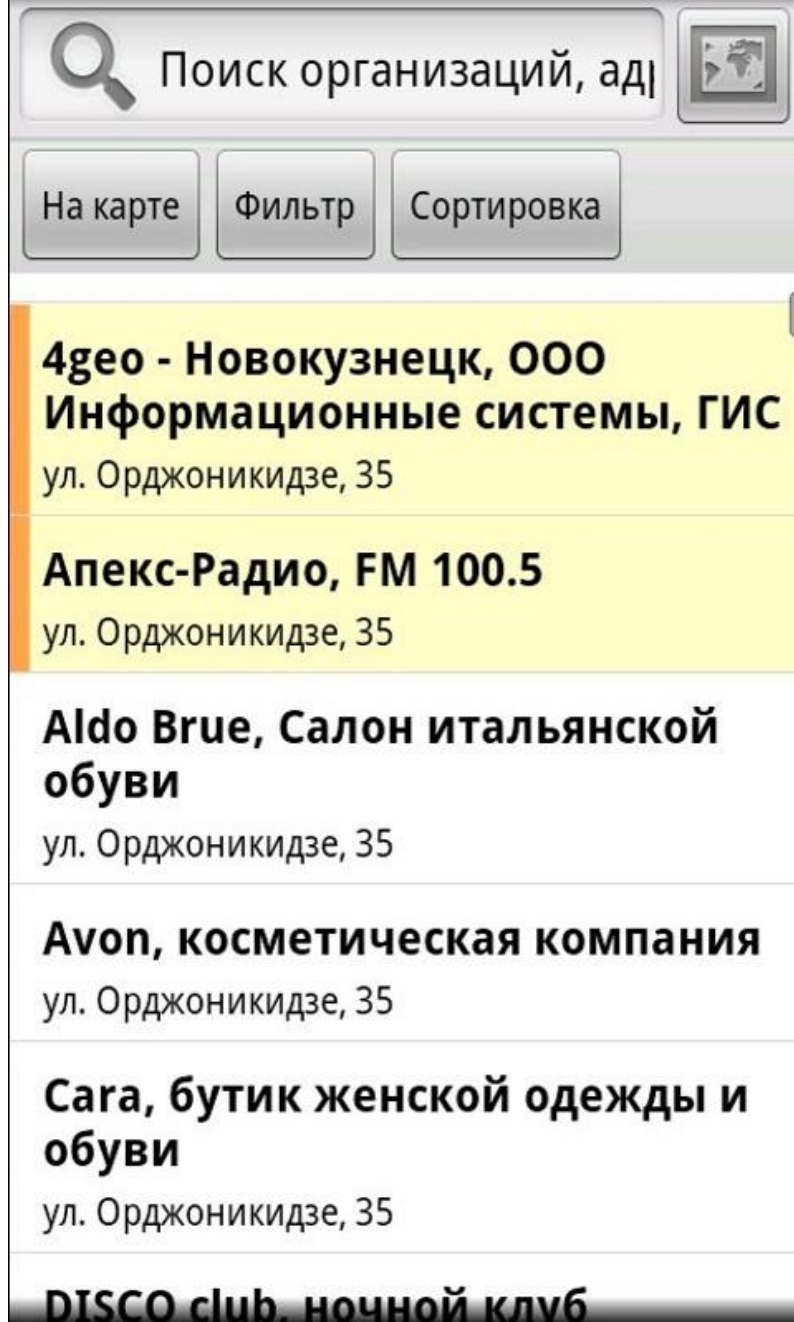 Поиск организаций, ад
На карте
Фильтр
Сортировка
4geo - Новокузнецк, ООО
Информационные системы, ГИС
ул. Орджоникидзе, 35
Апекс-Радио, FM 100.5
ул. Орджоникидзе, 35
Aldo Brue, Салон итальянской
обуви
ул. Орджоникидзе, 35
Avon, косметическая компания
ул. Орджоникидзе, 35
Cara, бутик женской одежды и
обуви
ул. Орджоникидзе, 35
DISCO club, ночной клуб